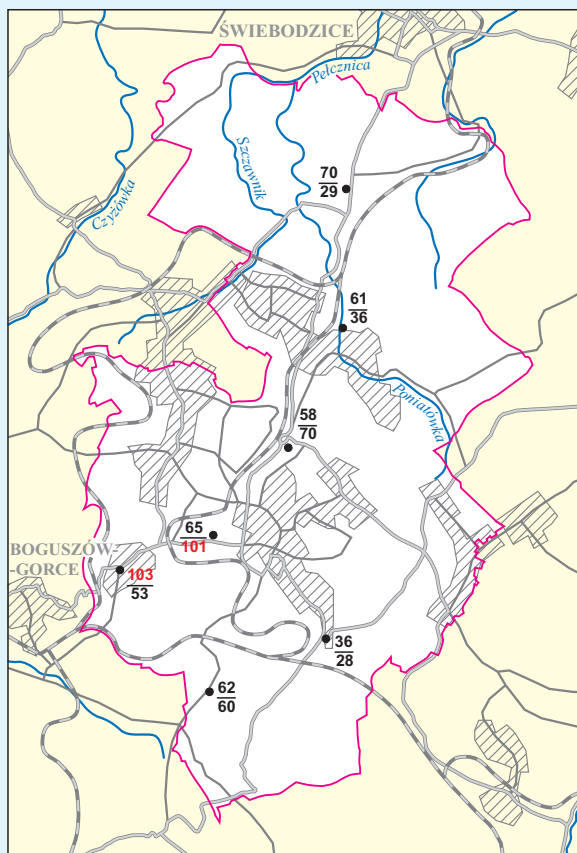 ŚWIEBODZICE
Pełcznica
Szczawnik
Czyżówka
70
29
61
36
Poniatówka
58
70
65
101
BOGUSZÓW-
-GORCE
103
53
36
28
62
60